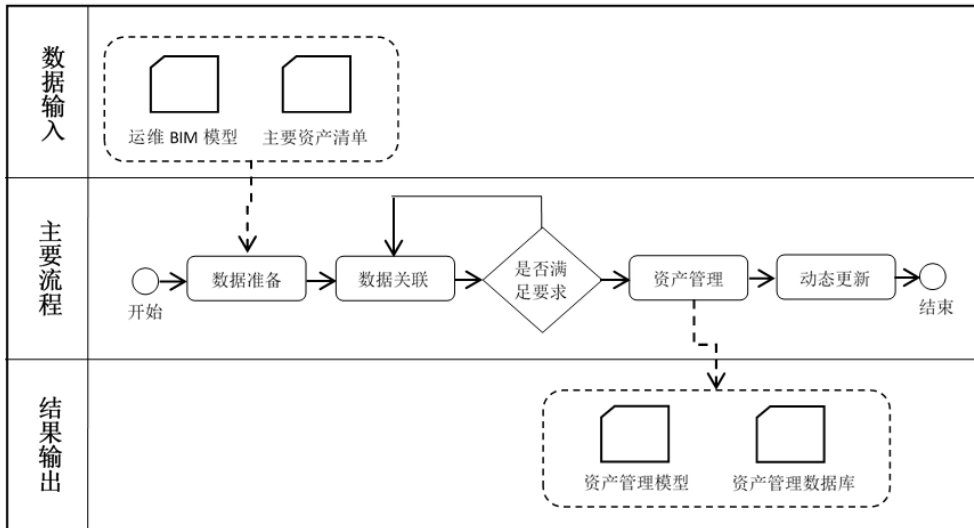 数据输入
运维 BIM 模型
主要资产清单
主要流程
开始
数据准备
数据关联
是否满
足要求
资产管理
动态更新
结束
结果输出
资产管理模型
资产管理数据库